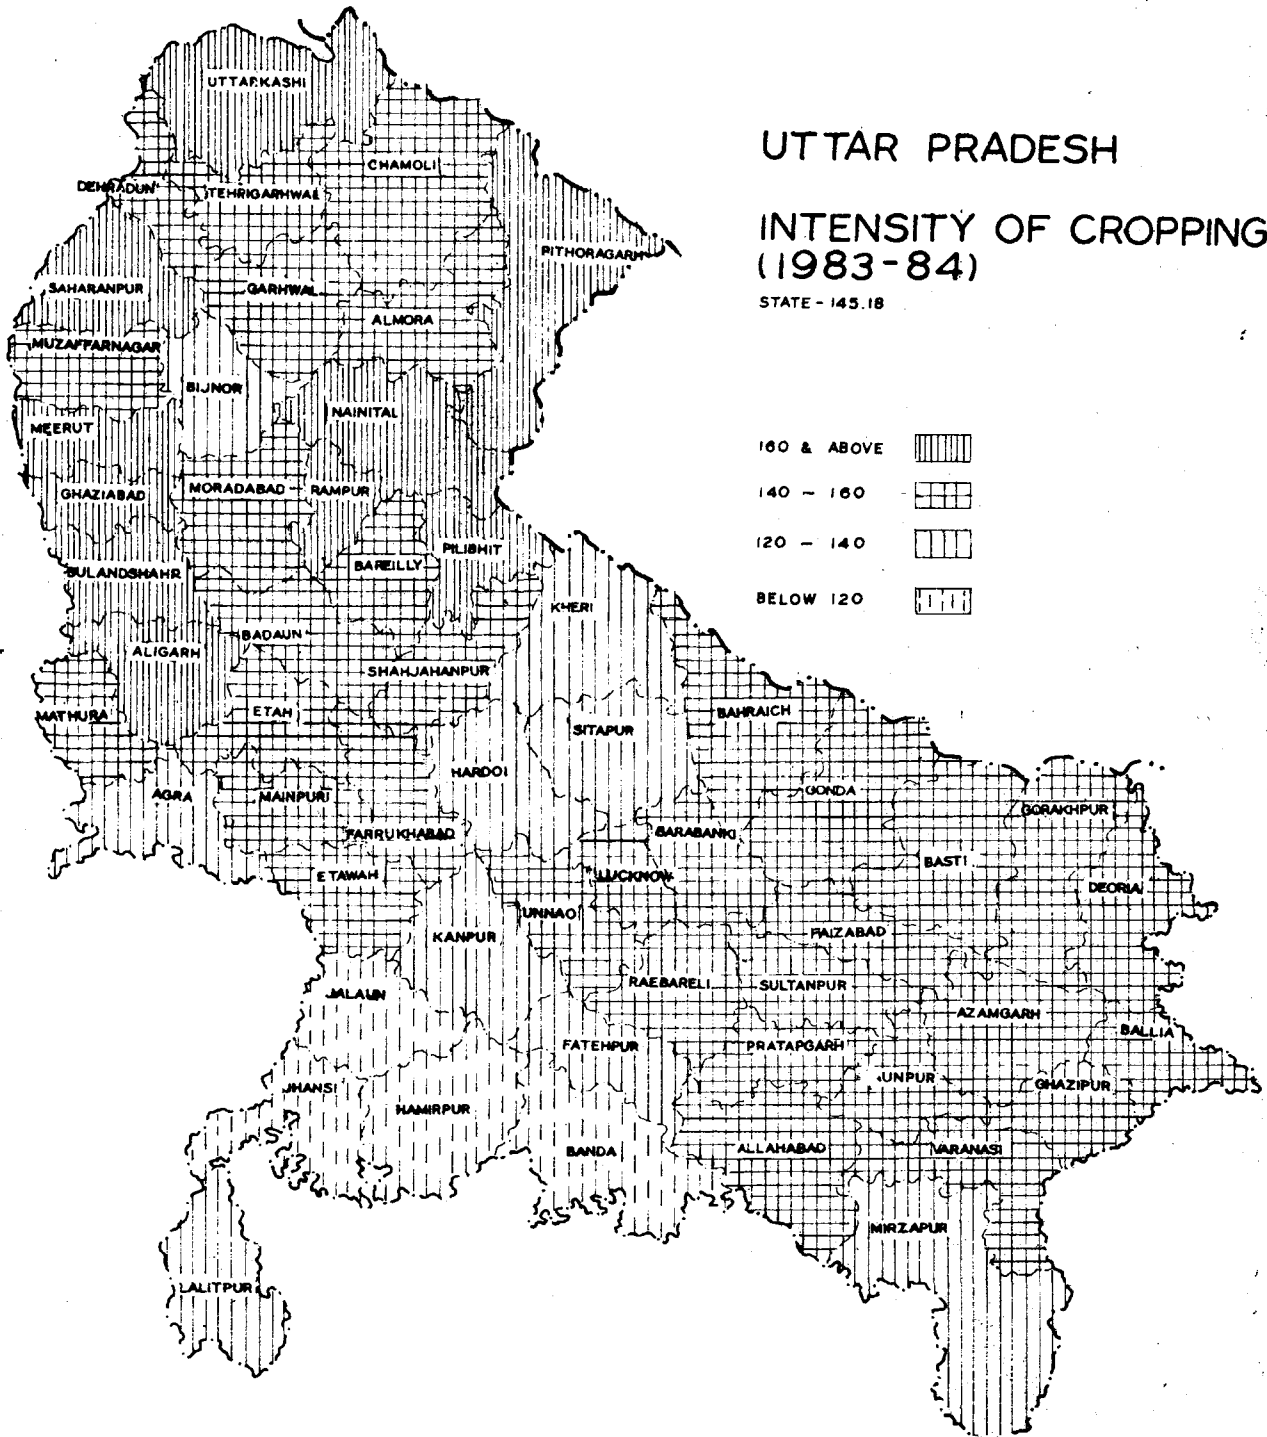 UTTAR PRADESH
INTENSITY OF CROPPING
(1983-84)
STATE - 145.18
160 & ABOVE
140 - 160
120 - 140
BELOW 120
UTTARKASHI
CHAMOLI
DEHRADUN
TEHRIGARHWAL
PITHORAGARH
SAHARANPUR
GARHWAL
ALMORA
MUZAFFARNAGAR
BIJNOR
NAINITAL
MEERUT
GHAZIABAD
MORADABAD
RAMPUR
PILIBHIT
BAREILLY
BULANDSHAHR
KHERI
BADAUN
ALIGARH
SHAHJAHANPUR
MATHURA
ETAH
BAHRAICH
SITAPUR
HARDOI
AGRA
MAINPURI
GONDA
GORAKHPUR
FARRUKHABAD
BARABANKI
BASTI
ETAWAH
LUCKNOW
DEORIA
UNNAO
KANPUR
FAIZABAD
RAEBARELI
SULTANPUR
JALAUN
AZAMGARH
BALLIA
FATEHPUR
PRATAPGARH
UNPUR
GHAZIPUR
JHANSI
HAMIRPUR
BANDA
ALLAHABAD
VARANASI
MIRZAPUR
LALITPUR